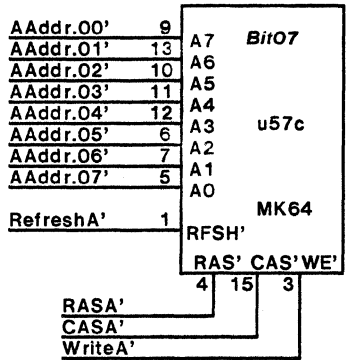 AAddr.00' 9 A7 Bit07
AAddr.01' 13 A6
AAddr.02' 10 A5
AAddr.03' 11 A4
AAddr.04' 12 A3 u57c
AAddr.05' 6 A2
AAddr.06' 7 A1
AAddr.07' 5 A0 MK64
RefreshA' 1 RFSH'
RAS' CAS' WE'
4 15 3
RASA'
CASA'
WriteA'